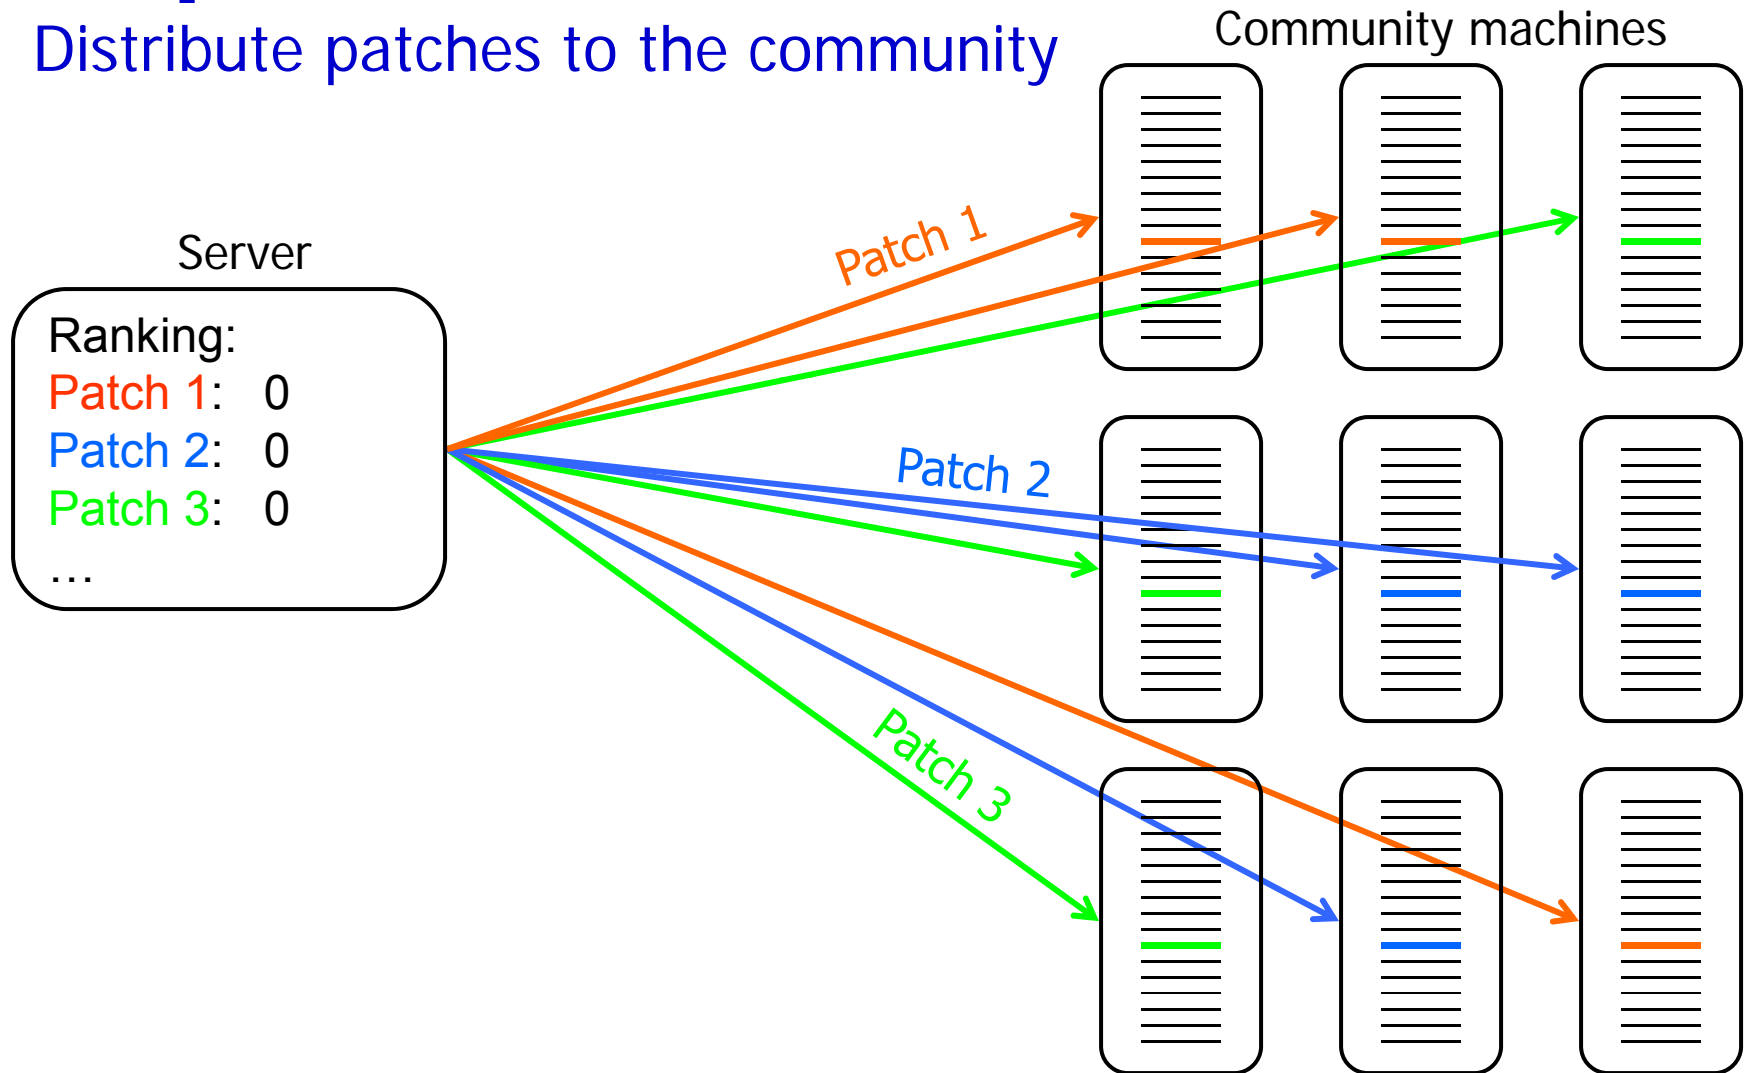 Distribute patches to the community
Community machines
Server
Ranking:
Patch 1: 0
Patch 2: 0
Patch 3: 0
…
Patch 1
Patch 2
Patch 3